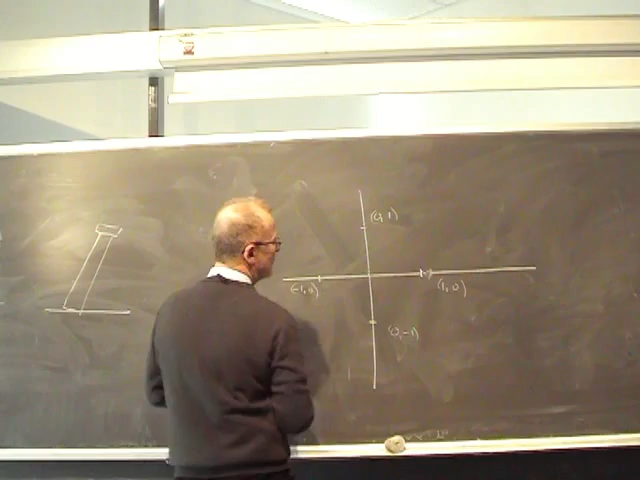 (0,1)
(-1,0)
(1,0)
(0,-1)